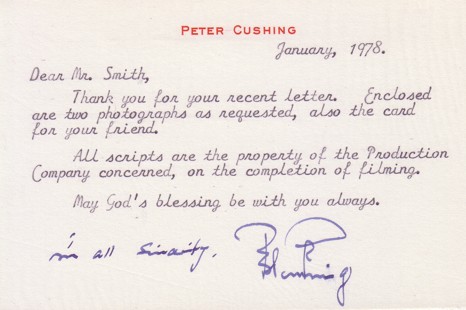 PETER CUSHING
January, 1978.
Dear Mr. Smith,
Thank you for your recent letter. Enclosed
are two photographs as requested, also the card
for your friend.
All scripts are the property of the Production
Company concerned, on the completion of filming.
May God's blessing be with you always.
in all sincerity. Peter Cushing